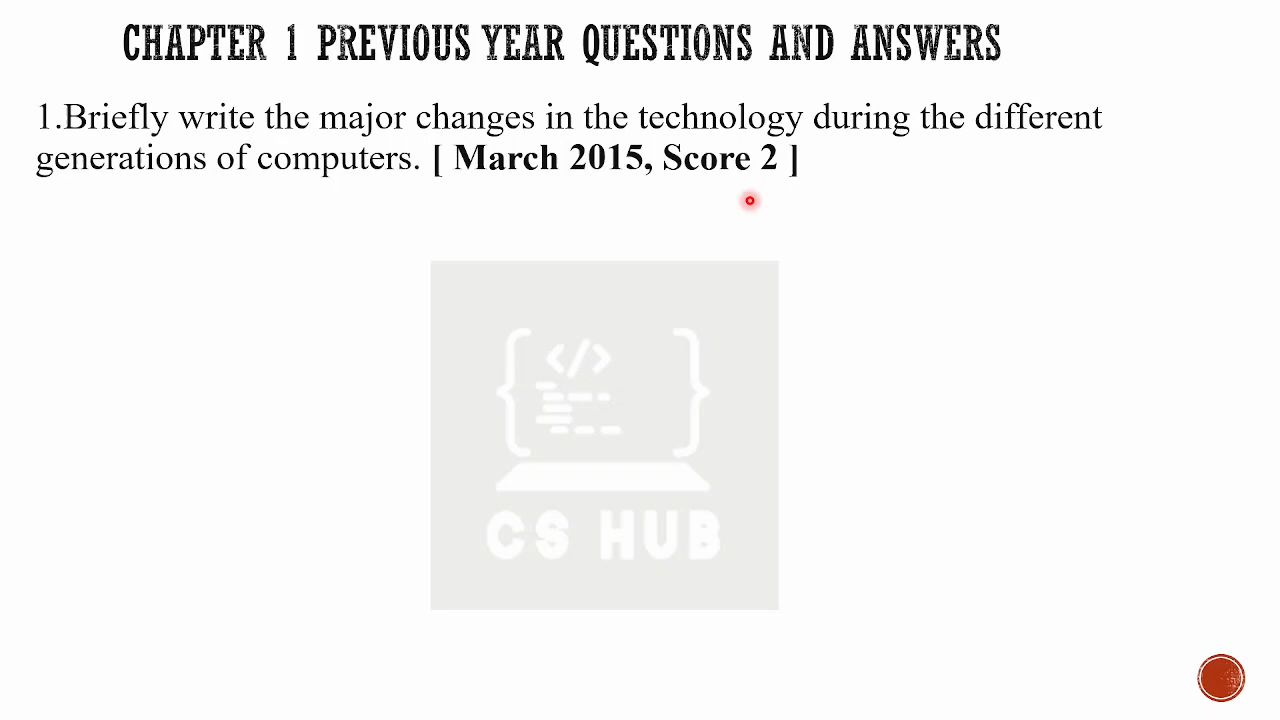 CHAPTER 1 PREVIOUS YEAR QUESTIONS AND ANSWERS
1.Briefly write the major changes in the technology during the different
generations of computers. [ March 2015, Score 2 ]
</>
CS HUB